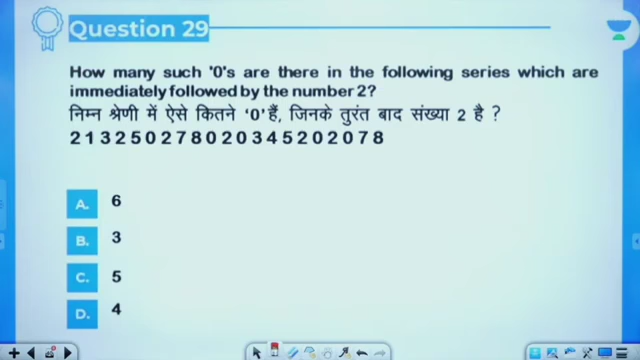 Question 29
How many such '0's are there in the following series which are
immediately followed by the number 2?
निम्न श्रेणी में ऐसे कितने '0' हैं, जिनके तुरंत बाद संख्या 2 है ?
2 1 3 2 5 0 2 7 8 0 2 0 3 4 5 2 0 2 0 7 8
A. 6
B. 3
C. 5
D. 4